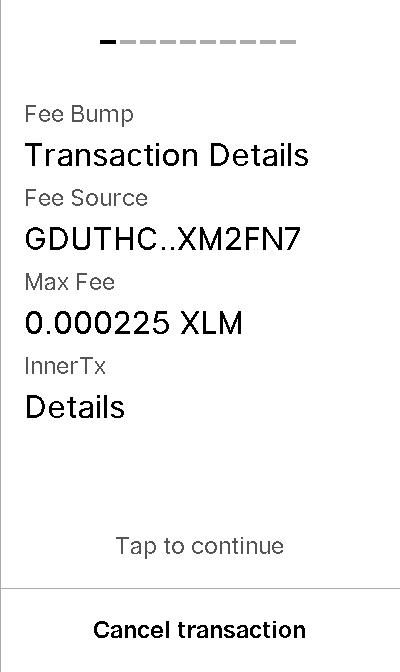 Fee Bump
Transaction Details
Fee Source
GDUTHC..XM2FN7
Max Fee
0.000225 XLM
InnerTx
Details
Tap to continue
Cancel transaction